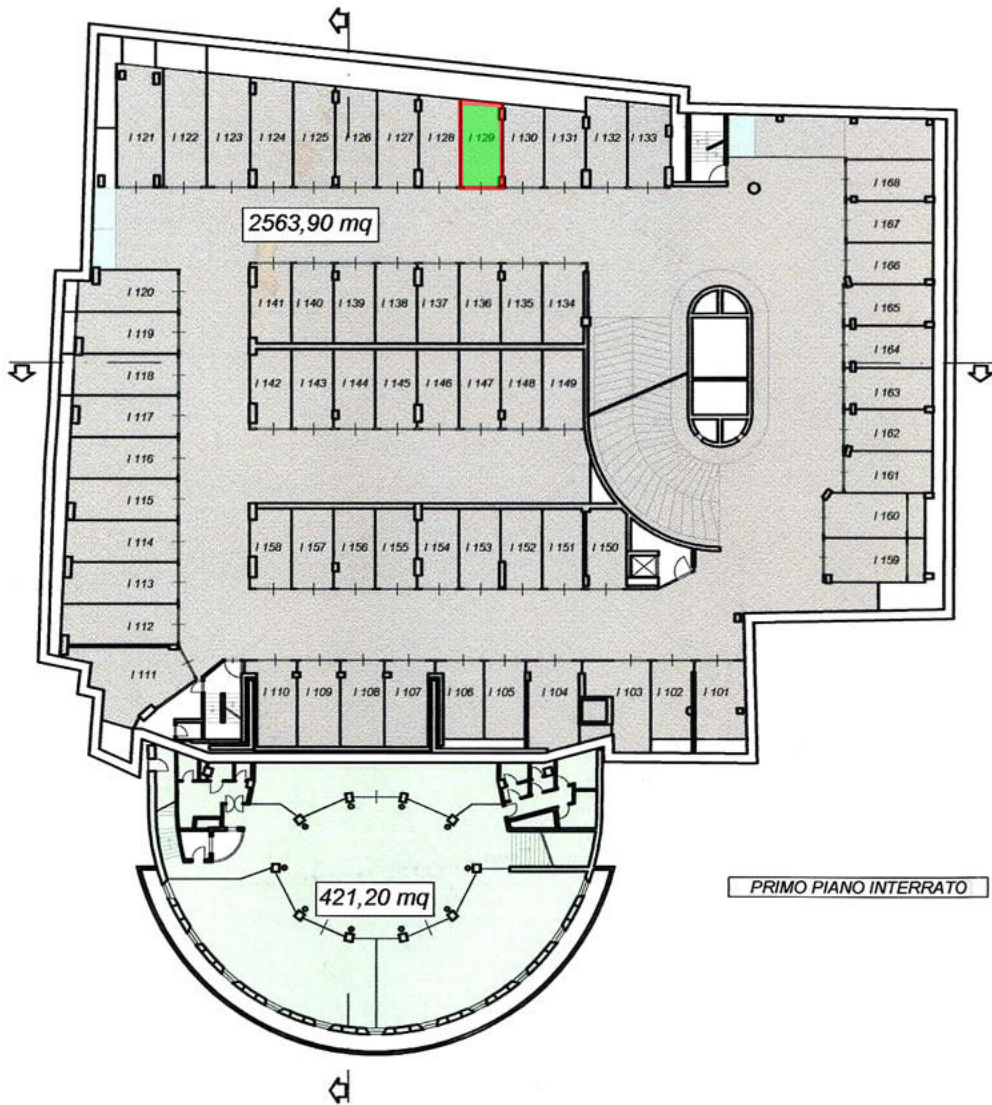 I 121 I 122 I 123 I 124 I 125 I 126 I 127 I 128 I 129 I 130 I 131 I 132 I 133
2563,90 mq
I 168
I 167
I 166
I 165
I 164
I 163
I 162
I 161
I 160
I 159
I 120
I 119
I 118
I 117
I 116
I 115
I 114
I 113
I 112
I 111
I 141 I 140 I 139 I 138 I 137 I 136 I 135 I 134
I 142 I 143 I 144 I 145 I 146 I 147 I 148 I 149
I 158 I 157 I 156 I 155 I 154 I 153 I 152 I 151 I 150
I 110 I 109 I 108 I 107 I 106 I 105 I 104 I 103 I 102 I 101
421,20 mq
PRIMO PIANO INTERRATO